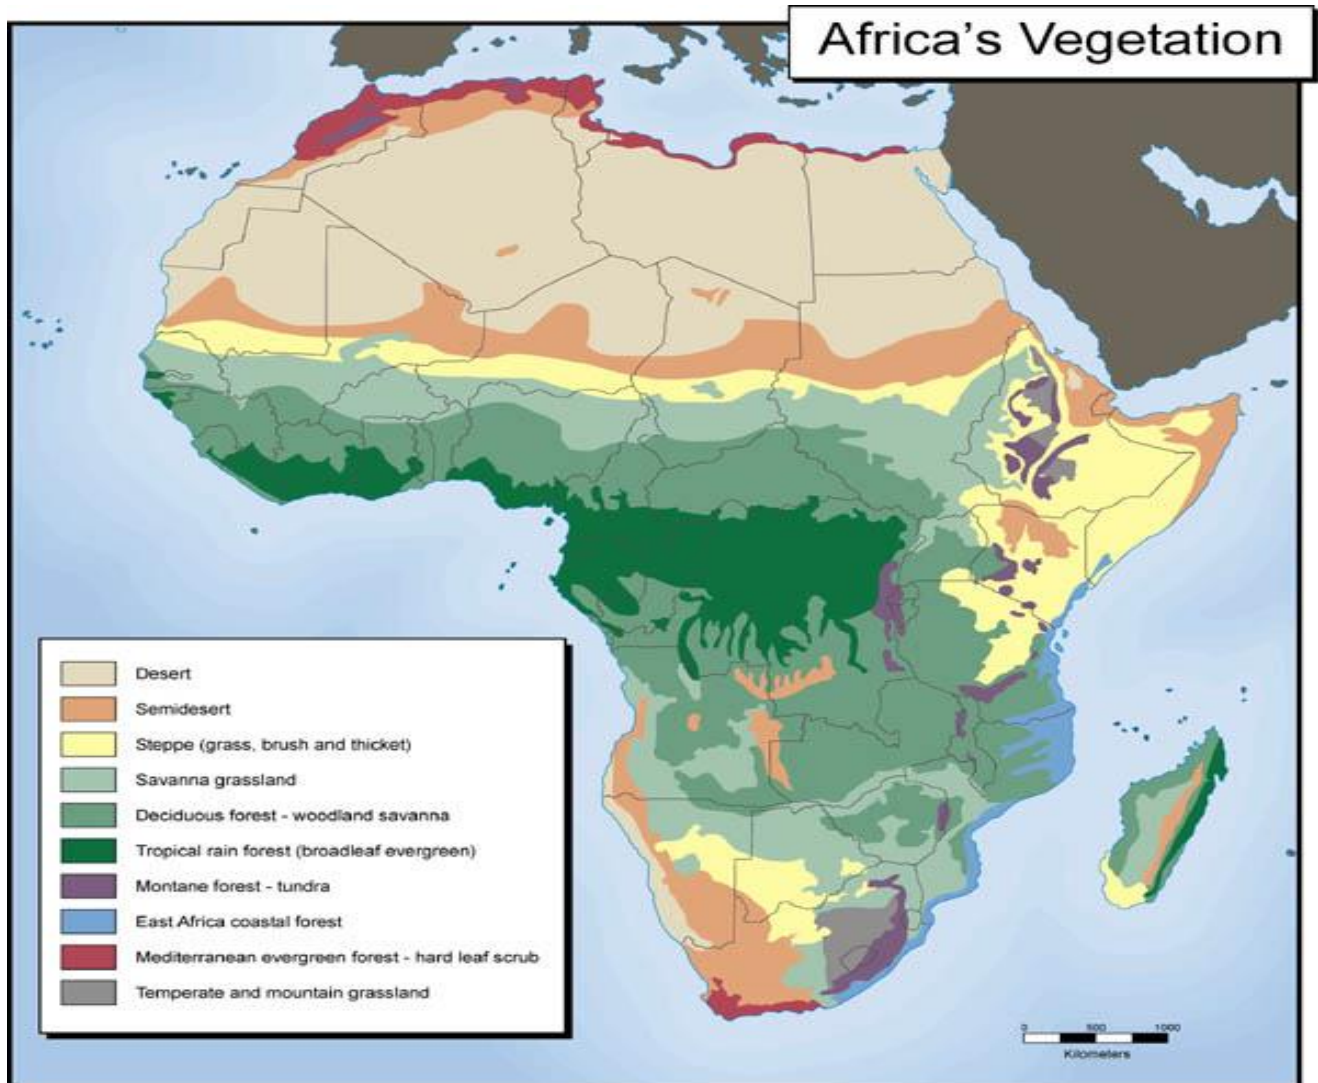 Africa's Vegetation
Desert
Semidesert
Steppe (grass, brush and thicket)
Savanna grassland
Deciduous forest - woodland savanna
Tropical rain forest (broadleaf evergreen)
Montane forest - tundra
East Africa coastal forest
Mediterranean evergreen forest - hard leaf scrub
Temperate and mountain grassland
0 500 1000
Kilometers